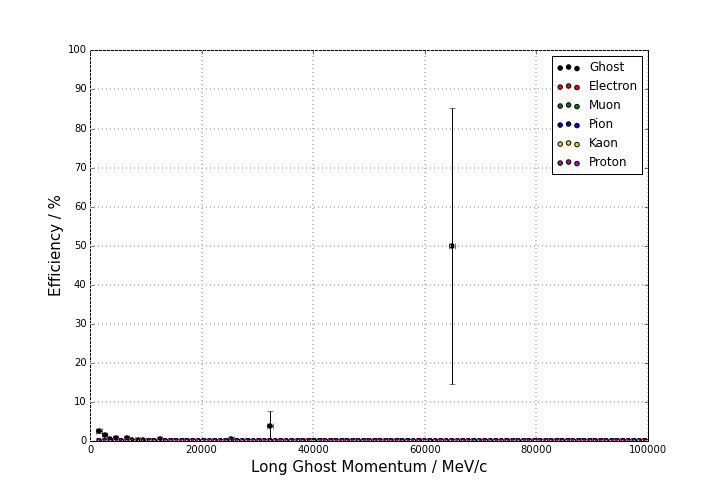 100
90
80
70
60
50
40
30
20
10
0
Efficiency / %
Ghost
Electron
Muon
Pion
Kaon
Proton
0 20000 40000 60000 80000 100000
Long Ghost Momentum / MeV/c